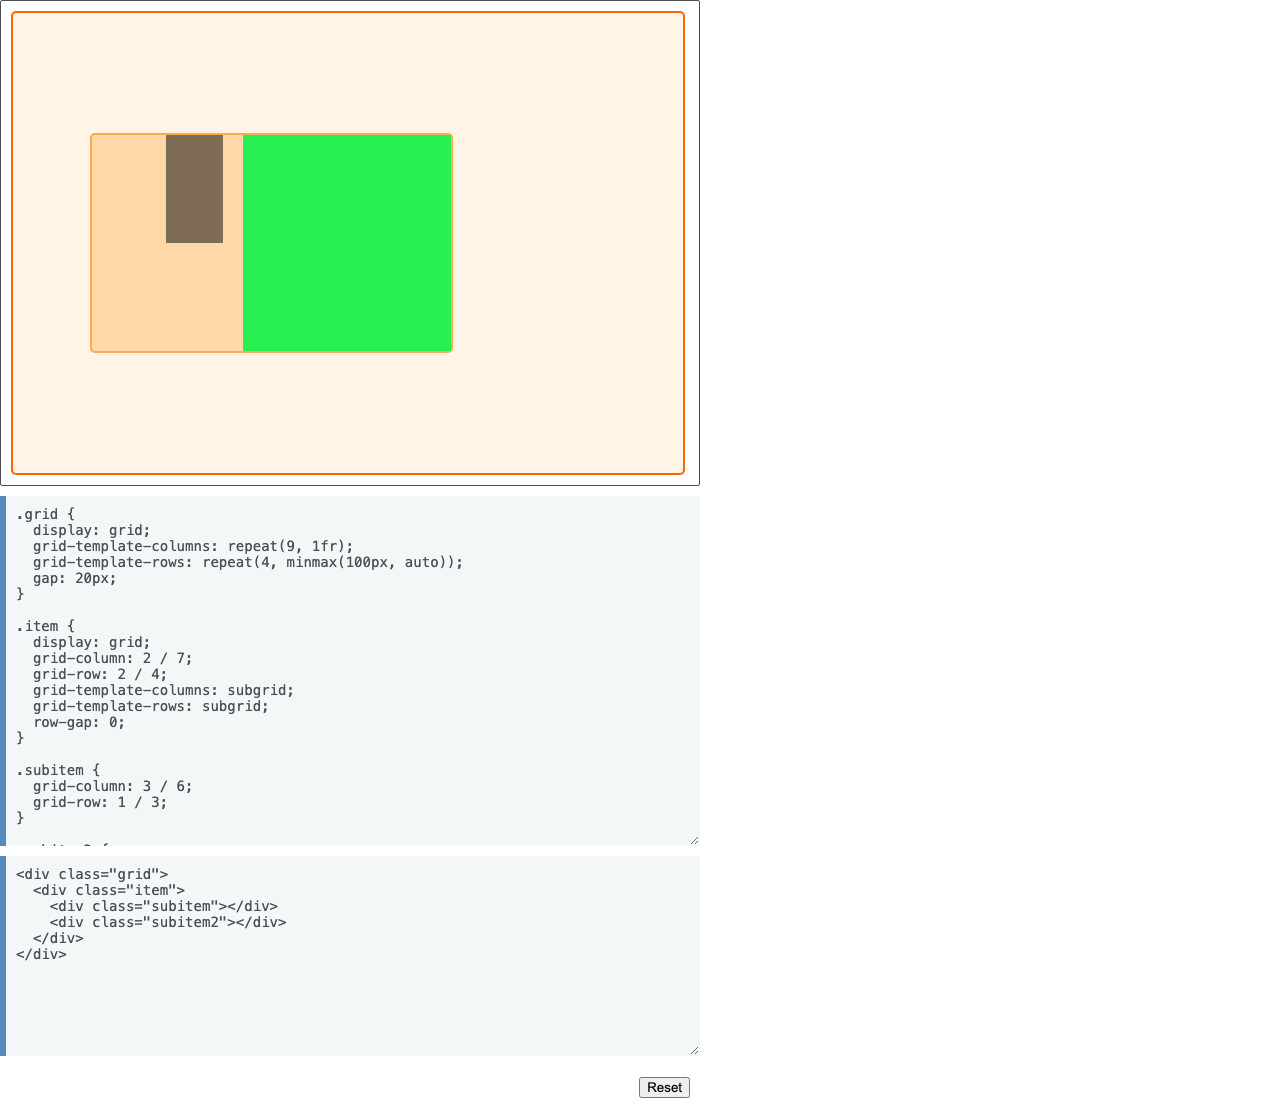 .grid {
  display: grid;
  grid-template-columns: repeat(9, 1fr);
  grid-template-rows: repeat(4, minmax(100px, auto));
  gap: 20px;
}
.item {
  display: grid;
  grid-column: 2 / 7;
  grid-row: 2 / 4;
  grid-template-columns: subgrid;
  grid-template-rows: subgrid;
  row-gap: 0;
}
.subitem {
  grid-column: 3 / 6;
  grid-row: 1 / 3;
}
<div class="grid">
  <div class="item">
    <div class="subitem"></div>
    <div class="subitem2"></div>
  </div>
</div>
Reset